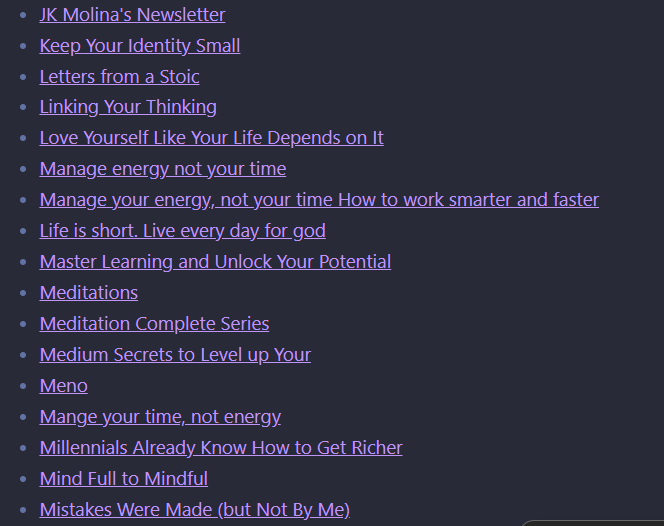 JK Molina's Newsletter
Keep Your Identity Small
Letters from a Stoic
Linking Your Thinking
Love Yourself Like Your Life Depends on It
Manage energy not your time
Manage your energy, not your time How to work smarter and faster
Life is short. Live every day for god
Master Learning and Unlock Your Potential
Meditations
Meditation Complete Series
Medium Secrets to Level up Your
Meno
Mange your time, not energy
Millennials Already Know How to Get Richer
Mind Full to Mindful
Mistakes Were Made (but Not By Me)